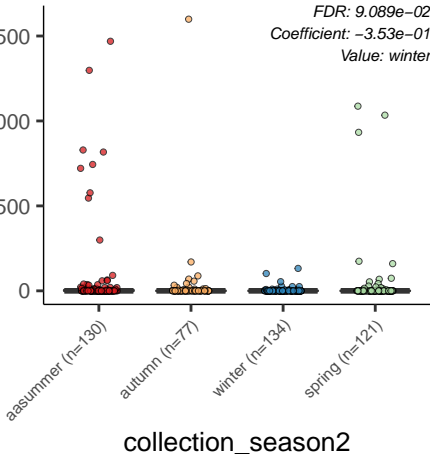 FDR: 9.089e−02
Coefficient: −3.53e−01
Value: winter
500
000
500
0
aasummer (n=130)
autumn (n=77)
winter (n=134)
spring (n=121)
collection_season2